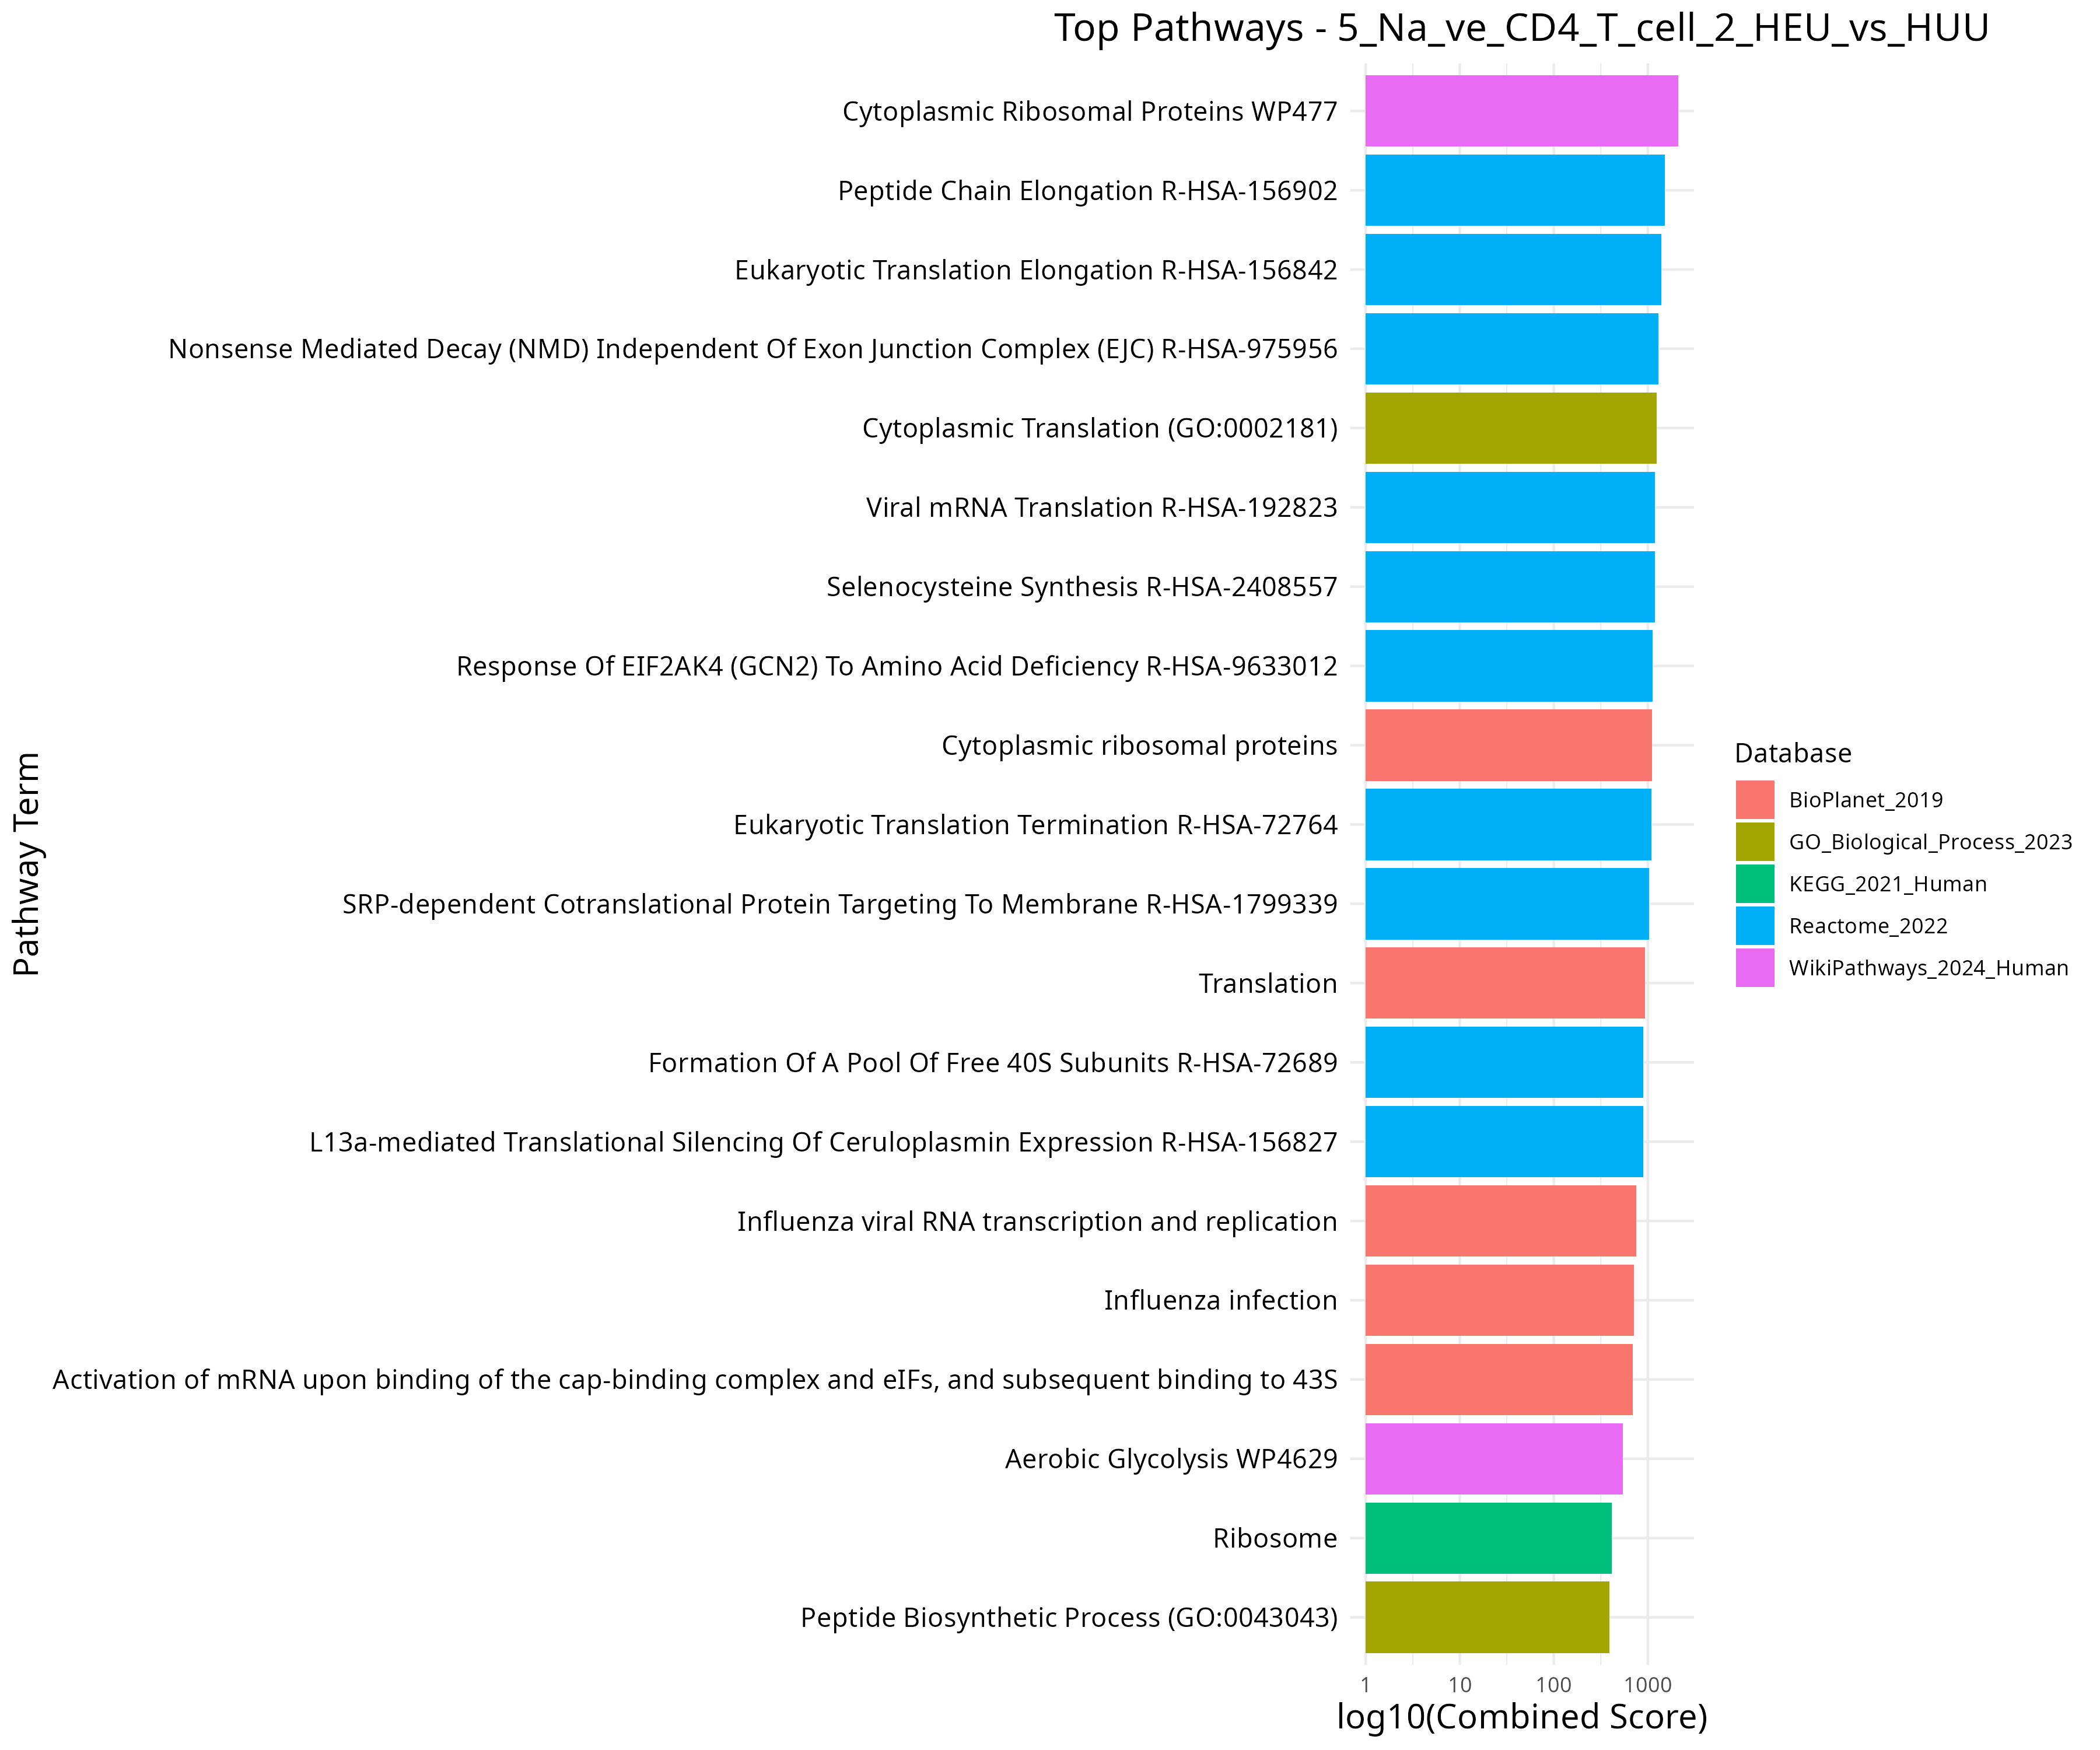 Top Pathways - 5_Na_ve_CD4_T_cell_2_HEU_vs_HUU
Pathway Term
Cytoplasmic Ribosomal Proteins WP477
Peptide Chain Elongation R-HSA-156902
Eukaryotic Translation Elongation R-HSA-156842
Nonsense Mediated Decay (NMD) Independent Of Exon Junction Complex (EJC) R-HSA-975956
Cytoplasmic Translation (GO:0002181)
Viral mRNA Translation R-HSA-192823
Selenocysteine Synthesis R-HSA-2408557
Response Of EIF2AK4 (GCN2) To Amino Acid Deficiency R-HSA-9633012
Cytoplasmic ribosomal proteins
Eukaryotic Translation Termination R-HSA-72764
SRP-dependent Cotranslational Protein Targeting To Membrane R-HSA-1799339
Translation
Formation Of A Pool Of Free 40S Subunits R-HSA-72689
L13a-mediated Translational Silencing Of Ceruloplasmin Expression R-HSA-156827
Influenza viral RNA transcription and replication
Influenza infection
Activation of mRNA upon binding of the cap-binding complex and eIFs, and subsequent binding to 43S
Aerobic Glycolysis WP4629
Ribosome
Peptide Biosynthetic Process (GO:0043043)
1 10 100 1000
log10(Combined Score)
Database
BioPlanet_2019
GO_Biological_Process_2023
KEGG_2021_Human
Reactome_2022
WikiPathways_2024_Human